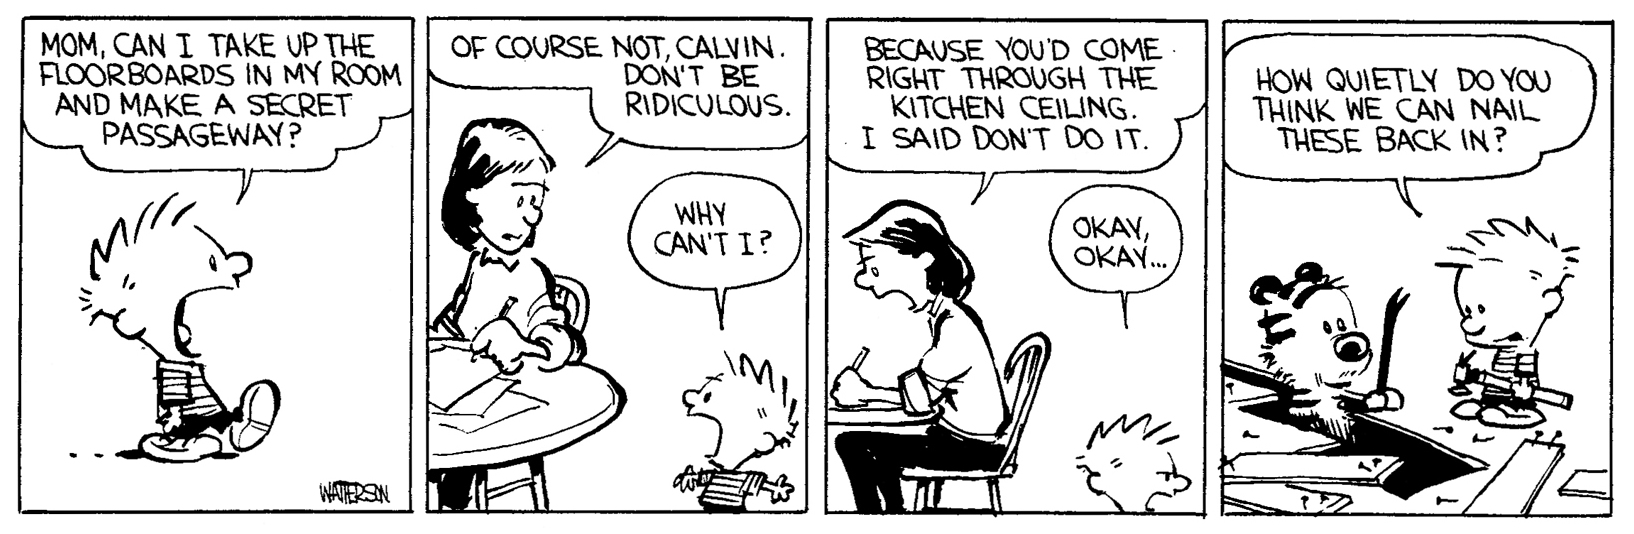 MOM, CAN I TAKE UP THE
FLOORBOARDS IN MY ROOM
AND MAKE A SECRET
PASSAGEWAY?
WATTERSON
OF COURSE NOT, CALVIN.
DON'T BE
RIDICULOUS.
WHY
CAN'T I?
BECAUSE YOU'D COME
RIGHT THROUGH THE
KITCHEN CEILING.
I SAID DON'T DO IT.
OKAY,
OKAY...
HOW QUIETLY DO YOU
THINK WE CAN NAIL
THESE BACK IN?